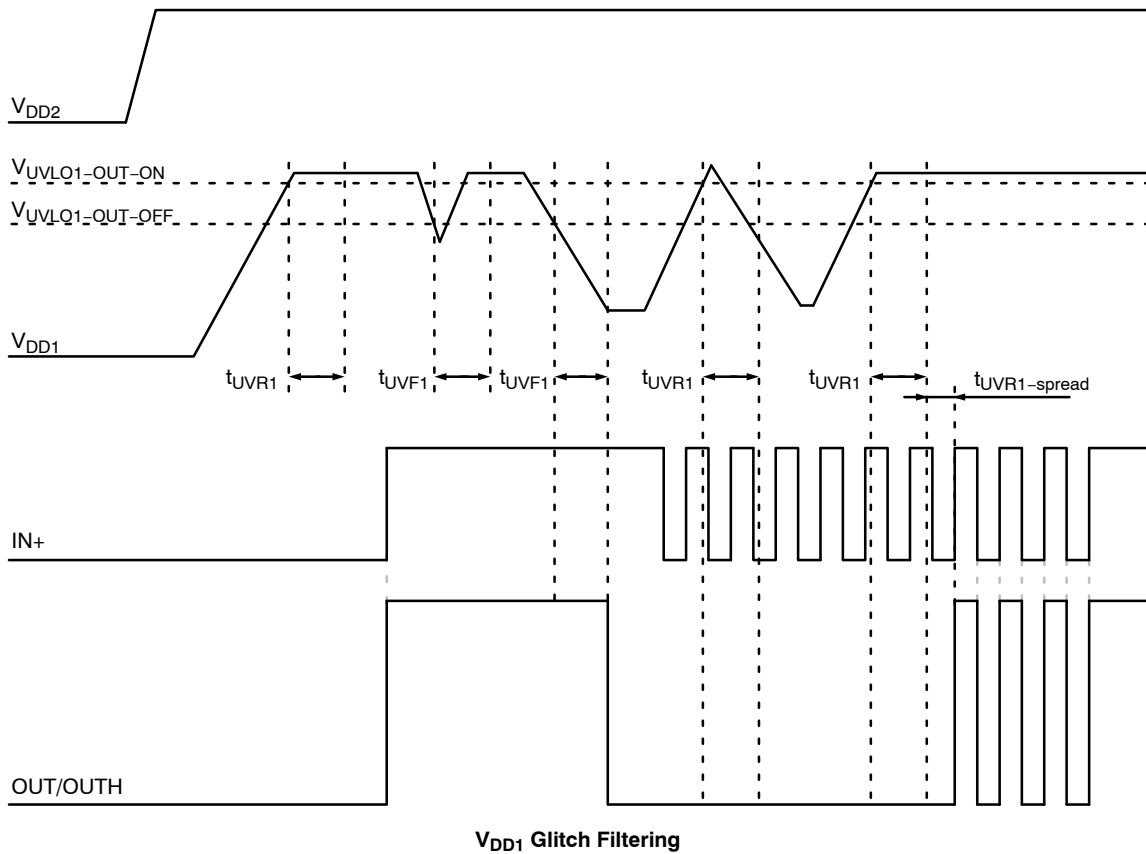 VDD2
VUVLO1−OUT−ON
VUVLO1−OUT−OFF
VDD1
tUVR1
tUVF1
tUVF1
tUVR1
tUVR1
tUVR1−spread
IN+
OUT/OUTH
VDD1 Glitch Filtering